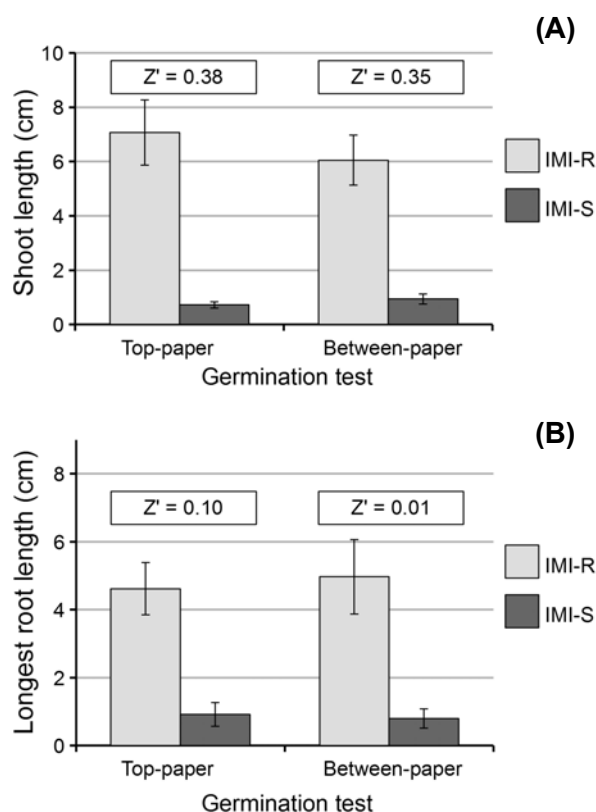 (A)
Shoot length (cm)
10
8
6
4
2
0
Z' = 0.38
Z' = 0.35
IMI-R
IMI-S
Top-paper
Between-paper
Germination test
(B)
Longest root length (cm)
8
6
4
2
0
Z' = 0.10
Z' = 0.01
IMI-R
IMI-S
Top-paper
Between-paper
Germination test